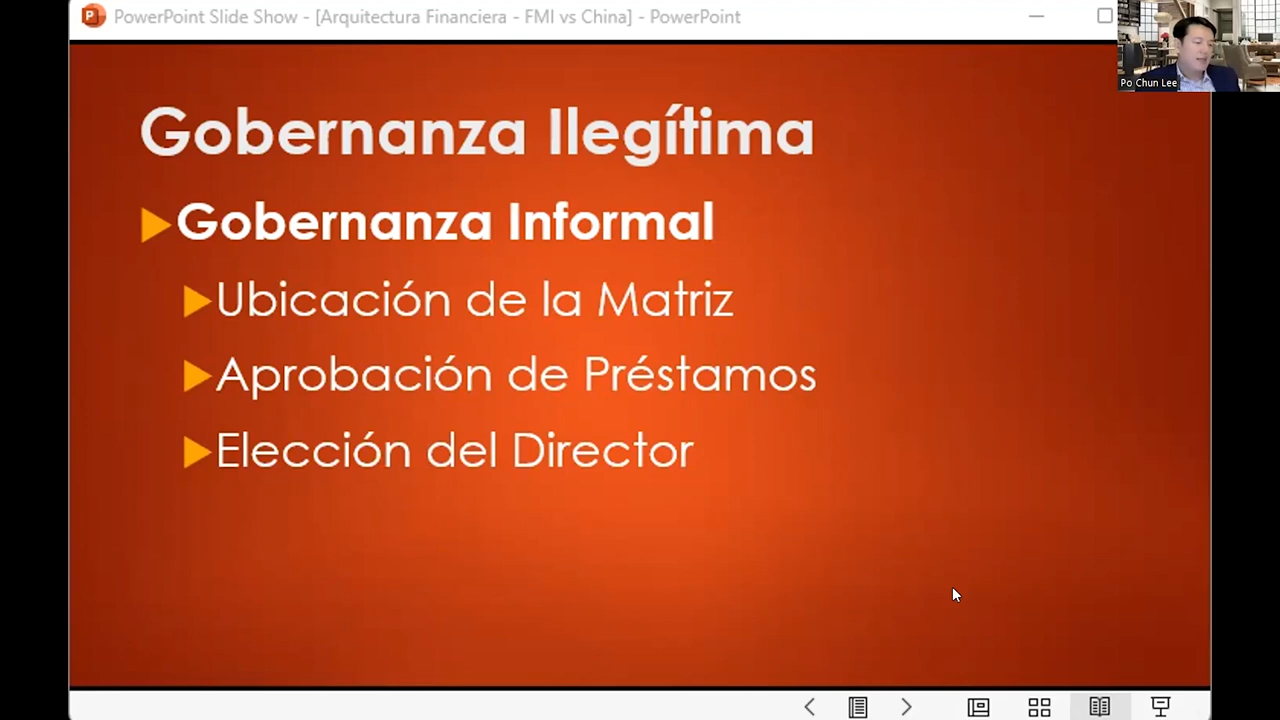 PowerPoint Slide Show - [Arquitectura Financiera - FMI vs China] - PowerPoint
Po Chun Lee
Gobernanza Ilegítima
Gobernanza Informal
Ubicación de la Matriz
Aprobación de Préstamos
Elección del Director